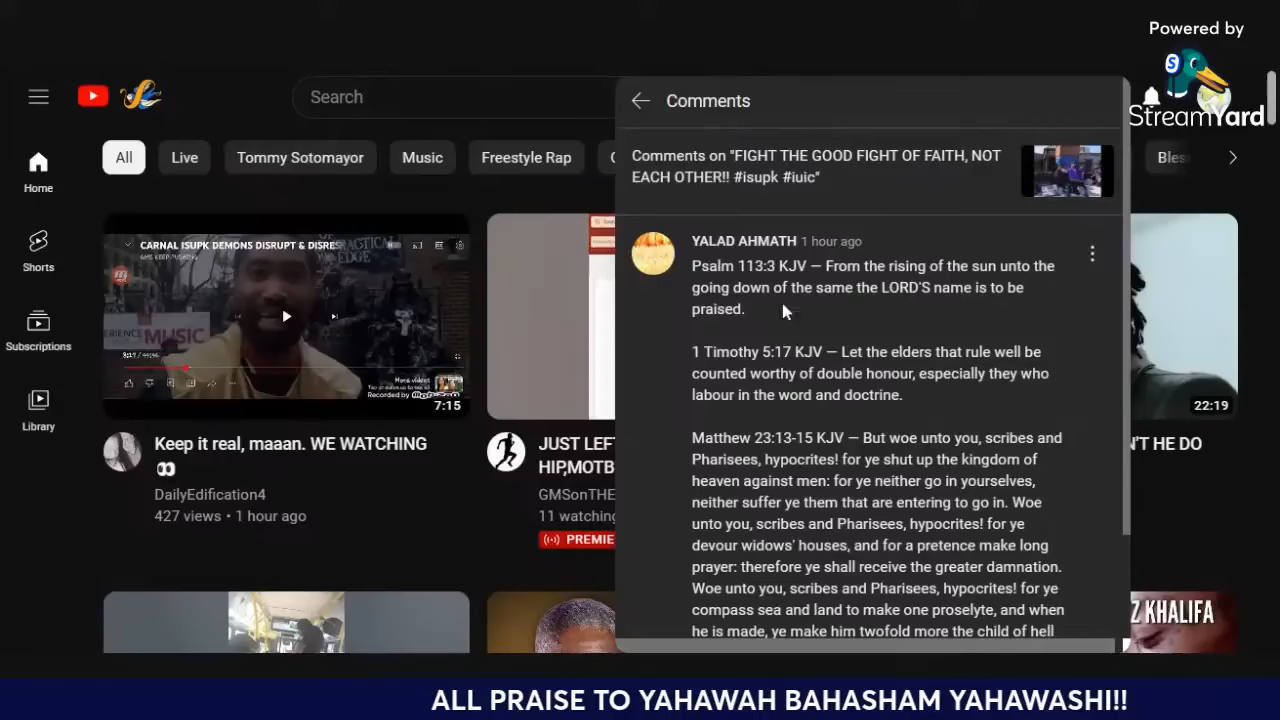 Powered by
StreamYard
Search
Comments
All
Live
Tommy Sotomayor
Music
Freestyle Rap
Home
Shorts
Subscriptions
Library
Comments on "FIGHT THE GOOD FIGHT OF FAITH, NOT
EACH OTHER!! #isupk #iuic"
YALAD AHMATH 1 hour ago
Psalm 113:3 KJV — From the rising of the sun unto the
going down of the same the LORD'S name is to be
praised.
1 Timothy 5:17 KJV — Let the elders that rule well be
counted worthy of double honour, especially they who
labour in the word and doctrine.
Matthew 23:13-15 KJV — But woe unto you, scribes and
Pharisees, hypocrites! for ye shut up the kingdom of
heaven against men: for ye neither go in yourselves,
neither suffer ye them that are entering to go in. Woe
unto you, scribes and Pharisees, hypocrites! for ye
devour widows' houses, and for a pretence make long
prayer: therefore ye shall receive the greater damnation.
Woe unto you, scribes and Pharisees, hypocrites! for ye
compass sea and land to make one proselyte, and when
he is made, ye make him twofold more the child of hell
CARNAL ISUPK DEMONS DISRUPT & DISRE
GMS KEEP PUSHING
MUSIC
More videos
7:15
Keep it real, maaan. WE WATCHING
DailyEdification4
427 views • 1 hour ago
JUST LEF
HIP,MOTB
GMSonTHE
11 watching
PREMIE
Bles
22:19
N'T HE DO
Z KHALIFA
ALL PRAISE TO YAHAWAH BAHASHAM YAHAWASHI!!